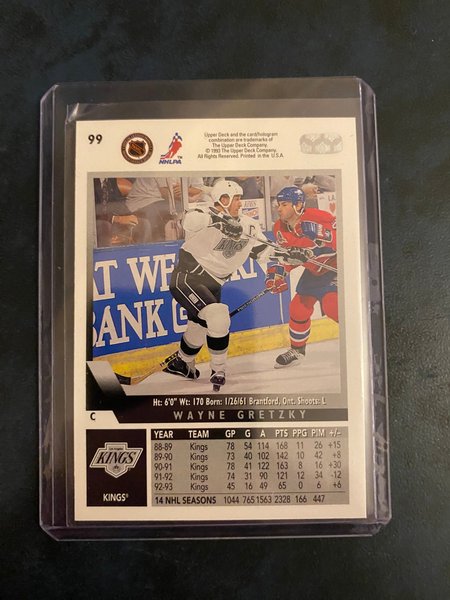 99
NHLPA
TM
Upper Deck and the card/hologram
combination are trademarks of
The Upper Deck Company.
© 1993 The Upper Deck Company.
All Rights Reserved. Printed in the U.S.A.
KINGS
AT WE
BANK
Ht: 6'0" Wt: 170 Born: 1/26/61 Brantford, Ont. Shoots: L
C
WAYNE GRETZKY
YEAR TEAM GP G A PTS PPG PIM +/-
88-89 Kings 78 54 114 168 11 26 +15
89-90 Kings 73 40 102 142 10 42 +8
90-91 Kings 78 41 122 163 8 16 +30
91-92 Kings 74 31 90 121 12 34 -12
92-93 Kings 45 16 49 65 0 6 +6
14 NHL SEASONS 1044 765 1563 2328 166 447
KINGS
KINGS®